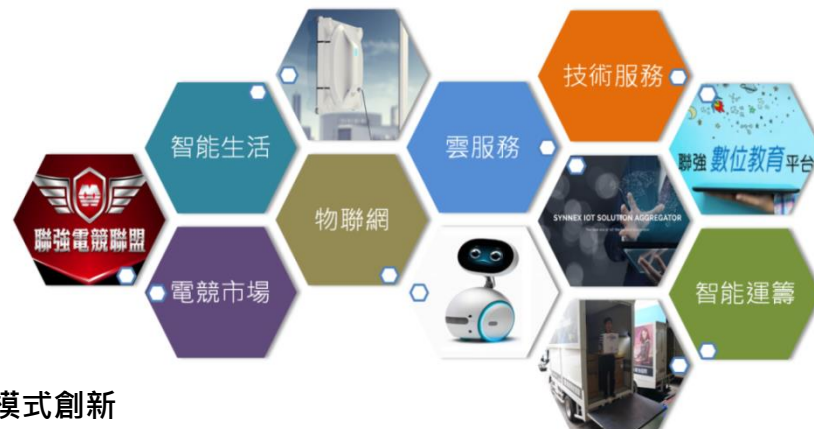 技術服務
智能生活
雲服務
聯強 數位教育平台
物聯網
SYNNEX IOT SOLUTION AGGREGATOR
聯強電競聯盟
電競市場
智能運籌
模式創新